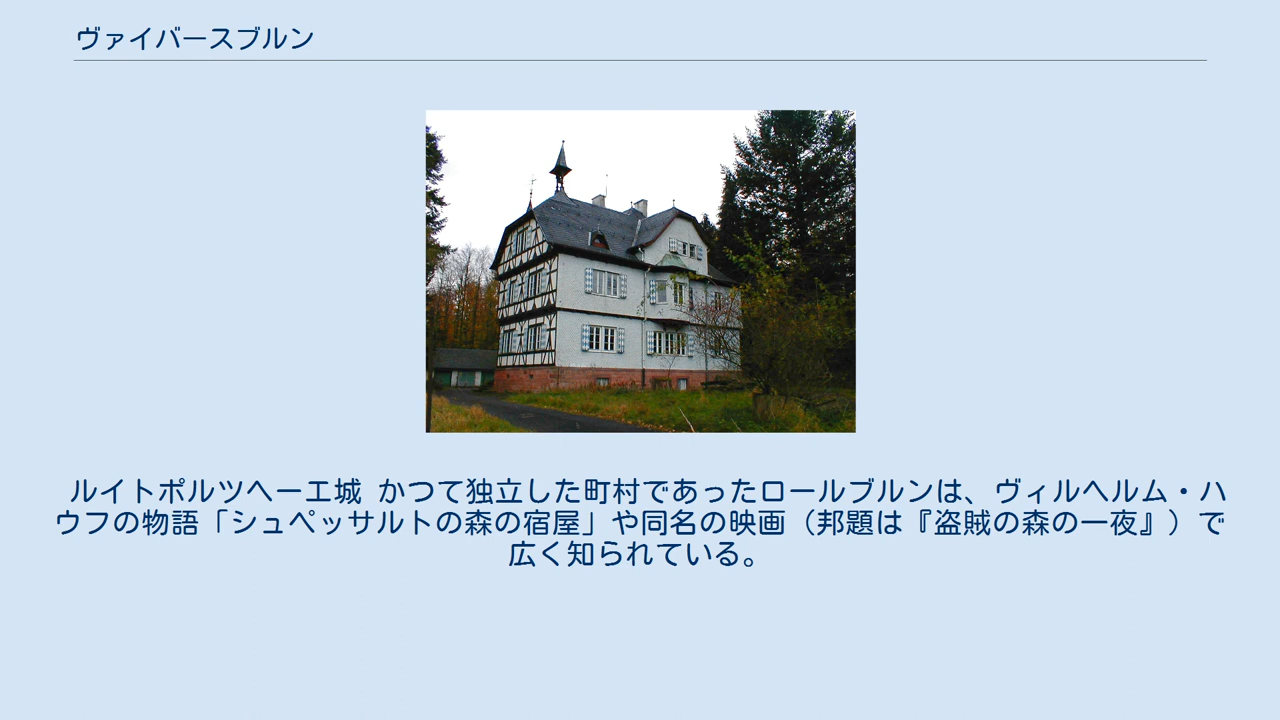 ヴァイバースブルン
ルイトポルツヘーエ城 かつて独立した町村であったロールブルンは、ヴィルヘルム・ハ
ウフの物語「シュペッサルトの森の宿屋」や同名の映画（邦題は『盗賊の森の一夜』）で
広く知られている。